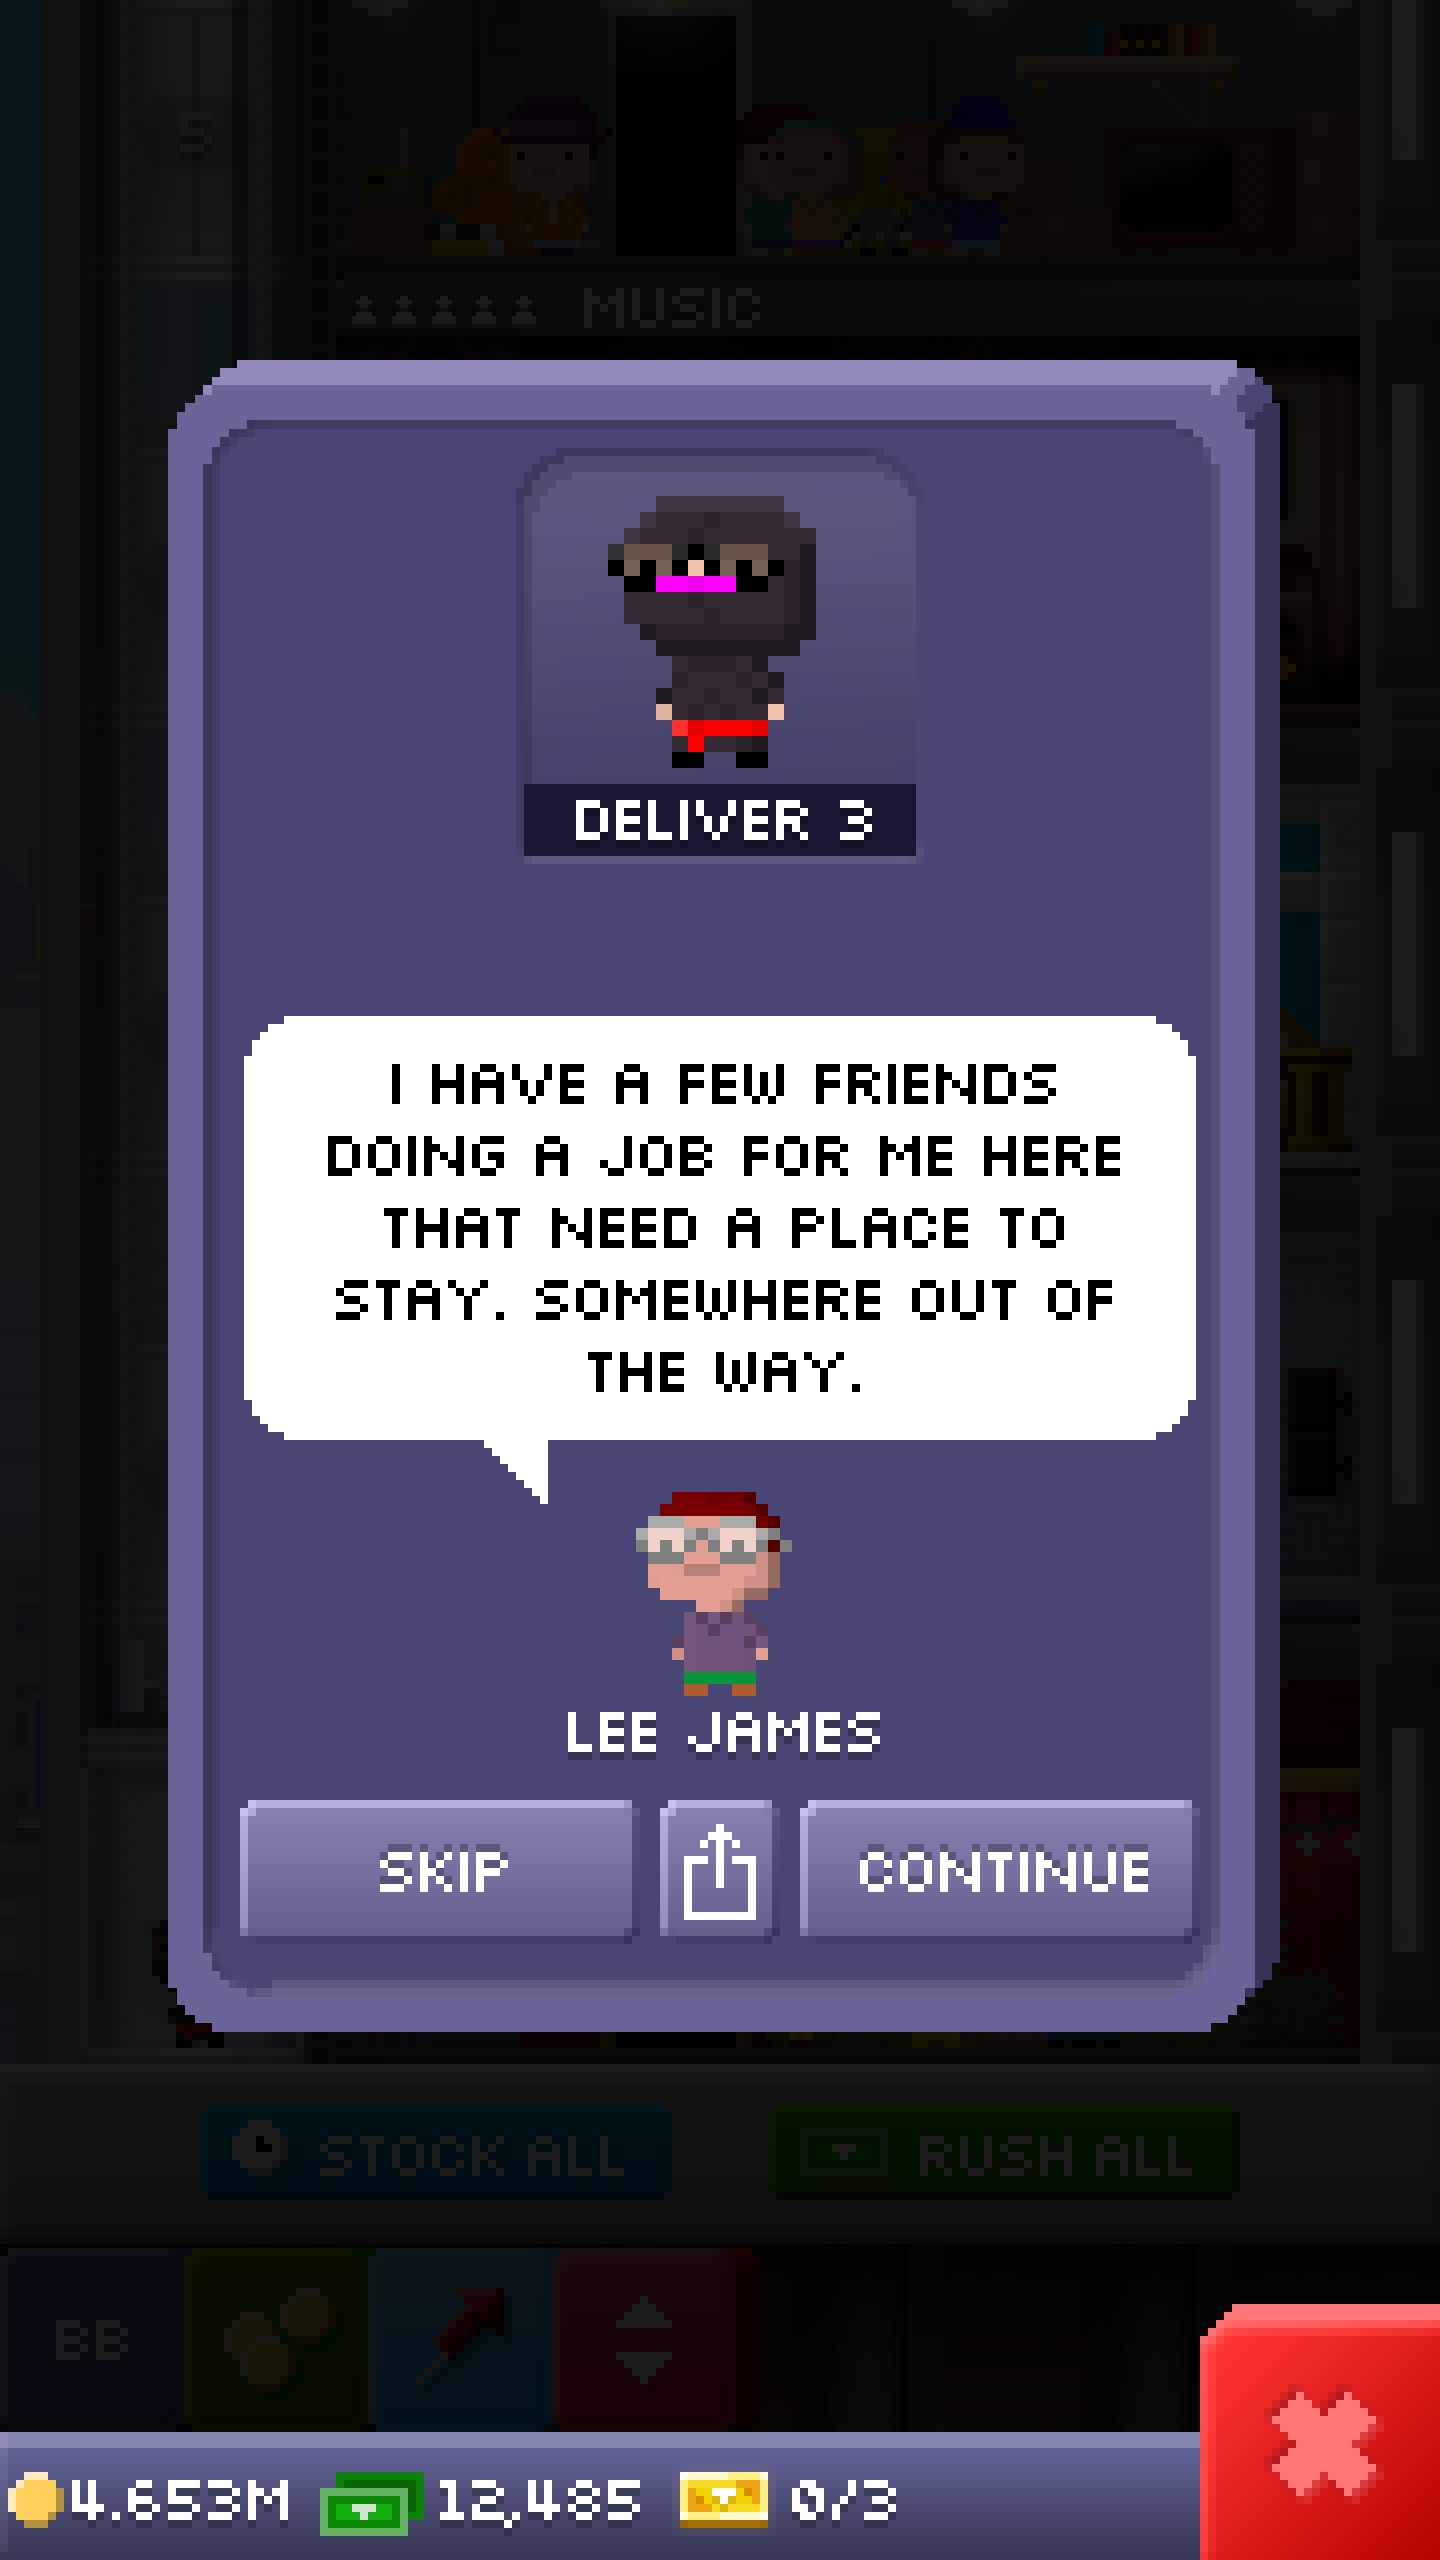 S
MUSIC
DELIVER 3
I HAVE A FEW FRIENDS
DOING A JOB FOR ME HERE
THAT NEED A PLACE TO
STAY. SOMEWHERE OUT OF
THE WAY.
LEE JAMES
SKIP
CONTINUE
STOCK ALL
RUSH ALL
BB
4.653M
12,485
0/3